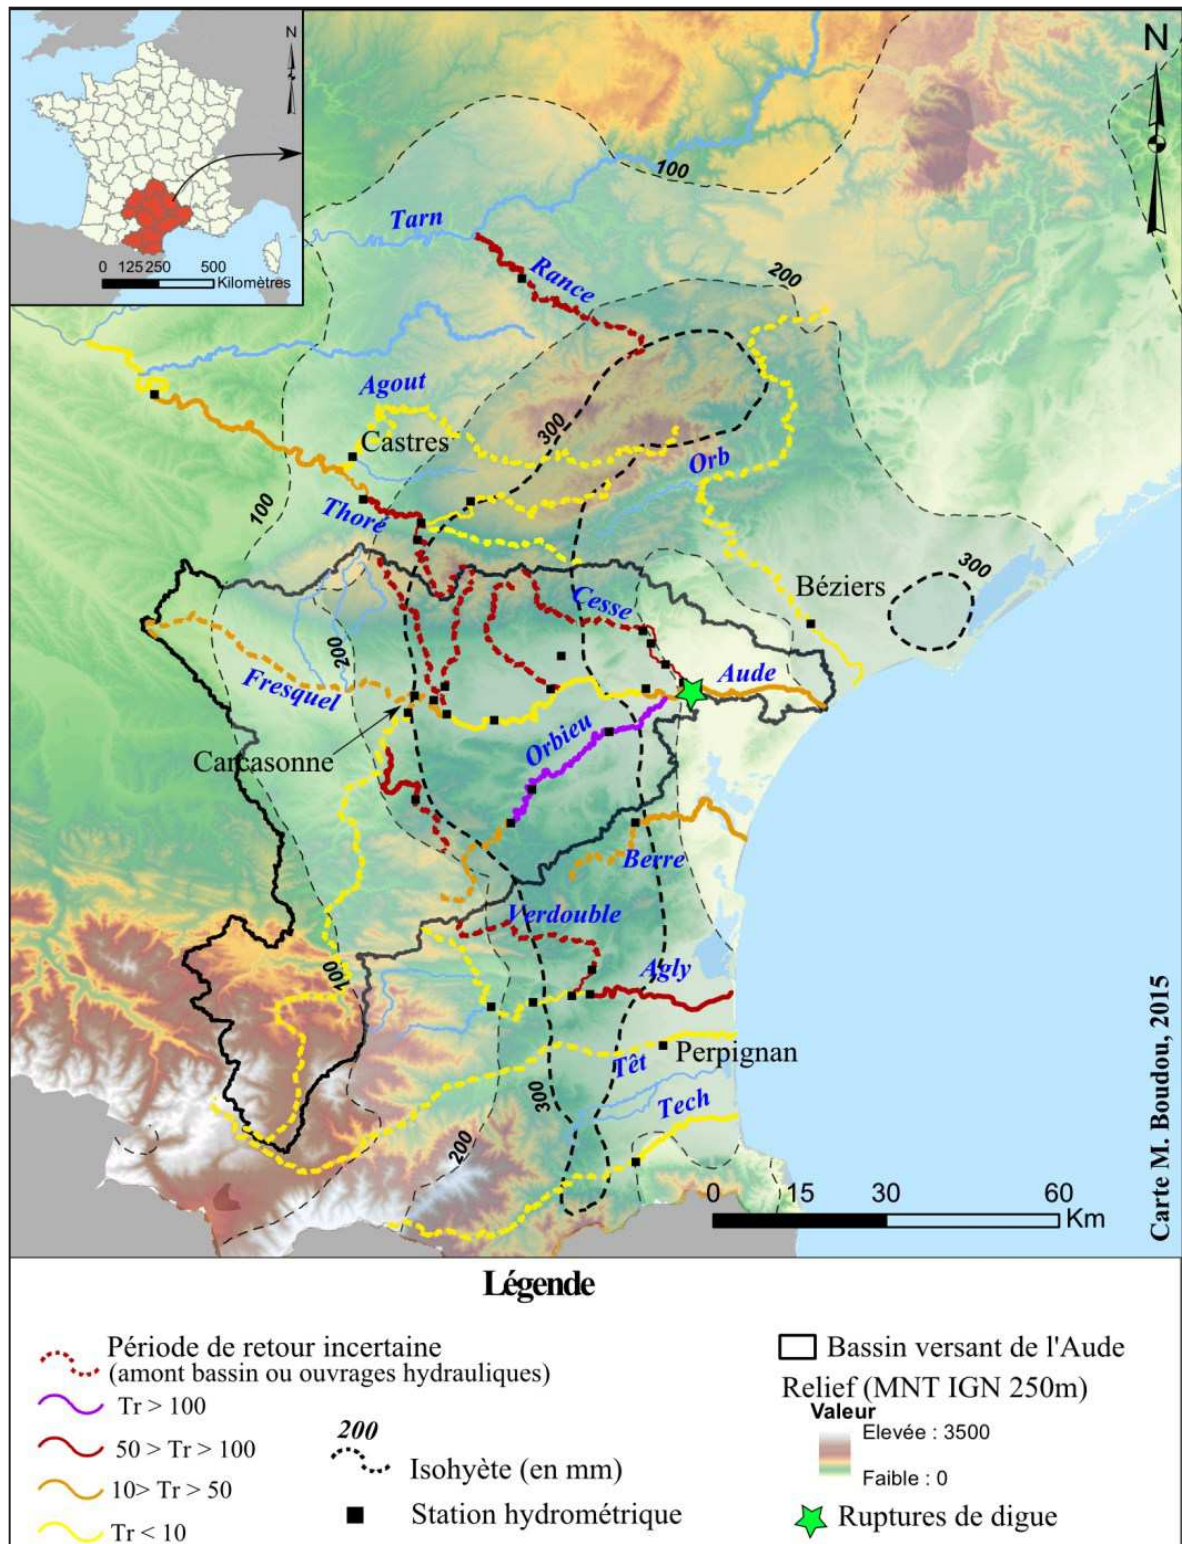 N
0 125 250 500
Kilomètres
N
100
Tarn
Rance
200
Agout
300
Castres
Orb
100
Thoré
300
Béziers
Cesse
200
Fresquel
Aude
Orbieu
Carcasonne
Berre
Verdouble
100
Agly
Perpignan
Têt
300
Tech
200
0 15 30 60
Km
Carte M. Boudou, 2015
Légende
Période de retour incertaine
(amont bassin ou ouvrages hydrauliques)
Tr > 100
50 > Tr > 100
10> Tr > 50
Tr < 10
200
Isohyète (en mm)
Station hydrométrique
Bassin versant de l'Aude
Relief (MNT IGN 250m)
Valeur
Elevée : 3500
Faible : 0
Ruptures de digue